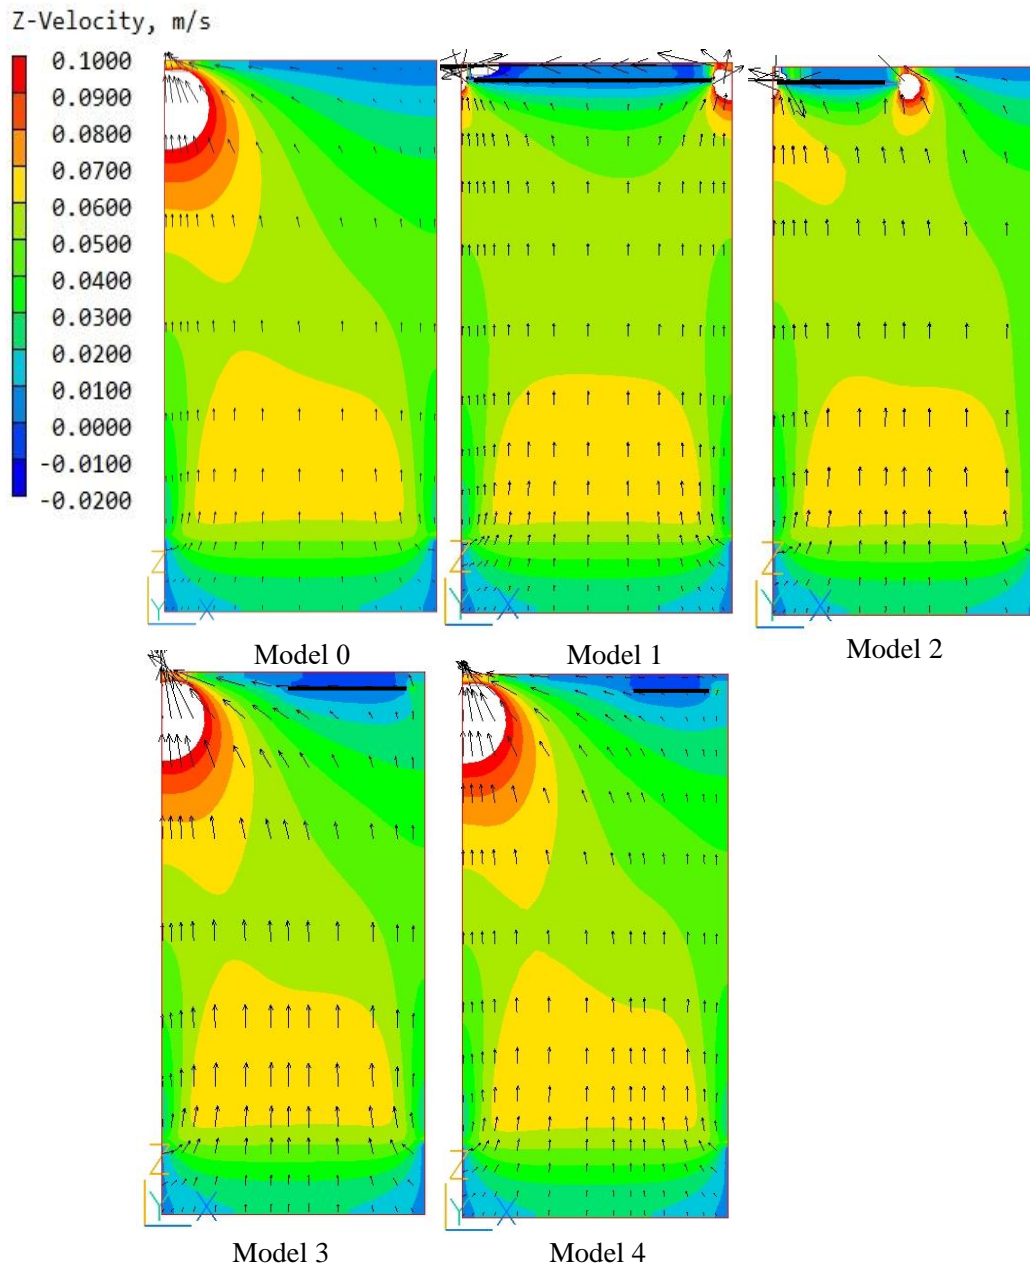 Z-Velocity, m/s
0.1000
0.0900
0.0800
0.0700
0.0600
0.0500
0.0400
0.0300
0.0200
0.0100
0.0000
-0.0100
-0.0200
Z
Y X
Z
Y X
Z
Y X
Model 0
Model 1
Model 2
Z
Y X
Z
Y X
Model 3
Model 4